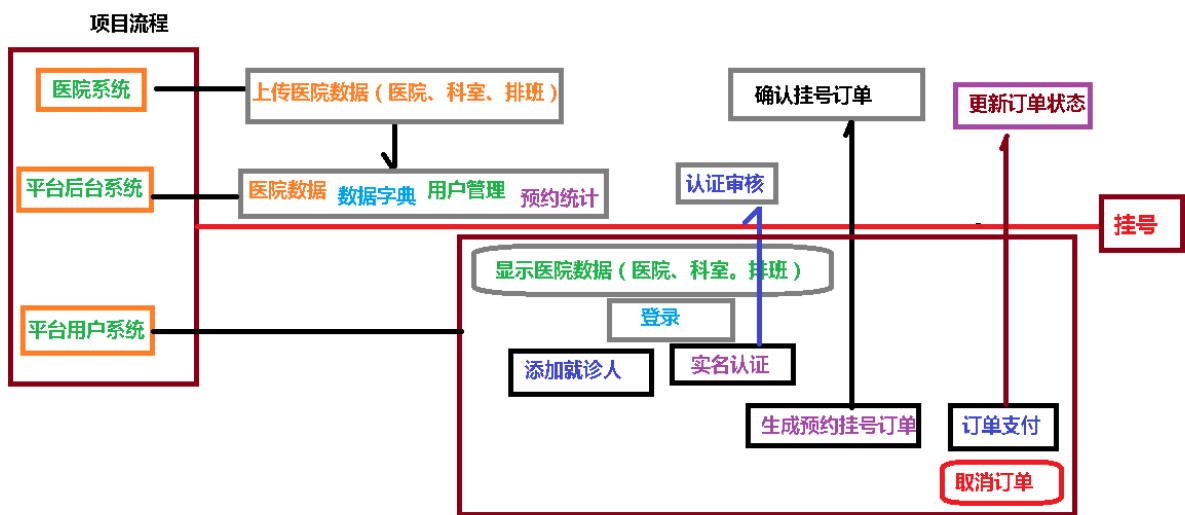 项目流程
医院系统
上传医院数据（医院、科室、排班）
确认挂号订单
更新订单状态
平台后台系统
医院数据 数据字典 用户管理 预约统计
认证审核
挂号
显示医院数据（医院、科室。排班）
登录
平台用户系统
添加就诊人
实名认证
生成预约挂号订单
订单支付
取消订单